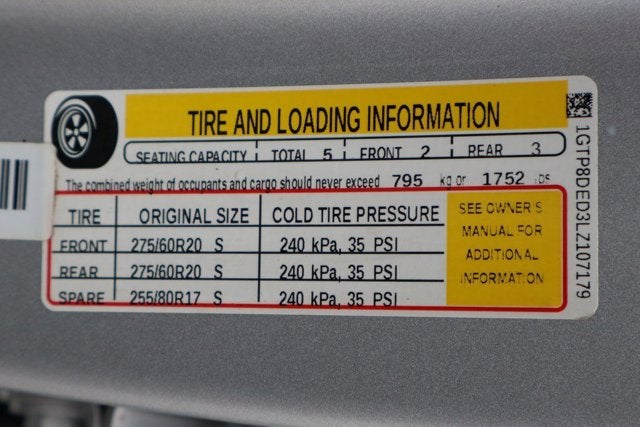 TIRE AND LOADING INFORMATION
SEATING CAPACITY TOTAL 5 FRONT 2 REAR 3
The combined weight of occupants and cargo should never exceed 795 kg or 1752 lbs
TIRE ORIGINAL SIZE COLD TIRE PRESSURE
FRONT 275/60R20 S 240 kPa, 35 PSI
REAR 275/60R20 S 240 kPa, 35 PSI
SPARE 255/80R17 S 240 kPa, 35 PSI
SEE OWNER'S
MANUAL FOR
ADDITIONAL
INFORMATION
1GTP8DED3LZ107179